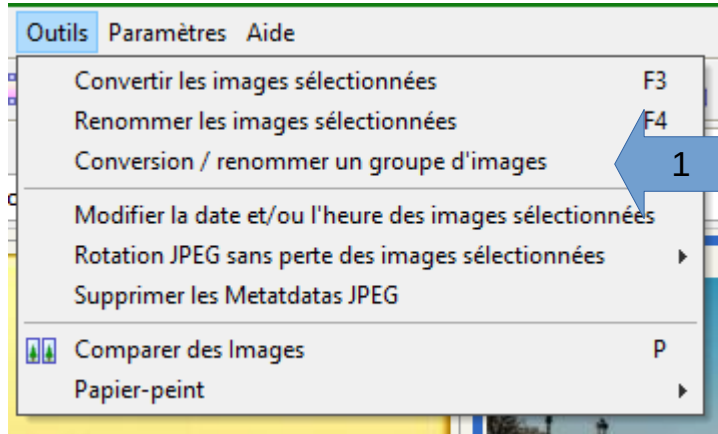 Outils Paramètres Aide
Convertir les images sélectionnées F3
Renommer les images sélectionnées F4
Conversion / renommer un groupe d'images 1
Modifier la date et/ou l'heure des images sélectionnées
Rotation JPEG sans perte des images sélectionnées
Supprimer les Metatdatas JPEG
Comparer des Images P
Papier-peint